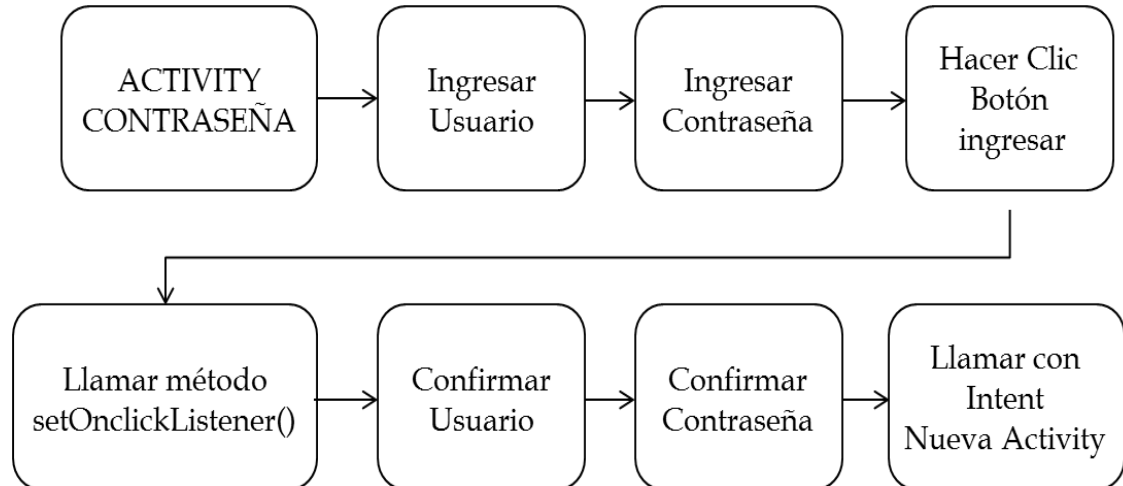 ACTIVITY
CONTRASEÑA
Ingresar
Usuario
Ingresar
Contraseña
Hacer Clic
Botón
ingresar
Llamar método
setOnclickListener()
Confirmar
Usuario
Confirmar
Contraseña
Llamar con
Intent
Nueva Activity